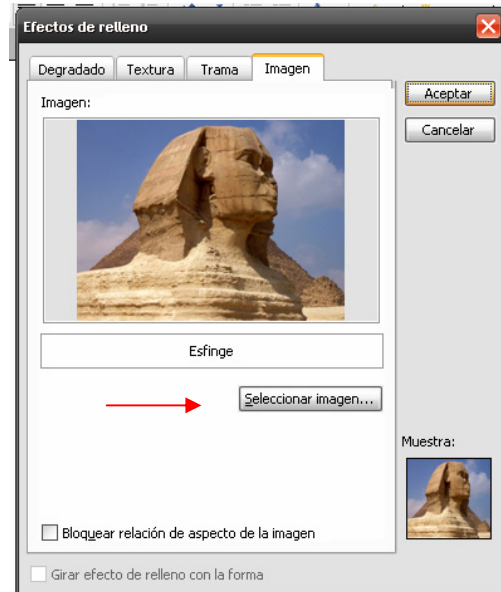 Efectos de relleno
Degradado Textura Trama Imagen
Imagen:
Aceptar
Cancelar
Esfinge
Seleccionar imagen...
Muestra:
Bloquear relación de aspecto de la imagen
Girar efecto de relleno con la forma